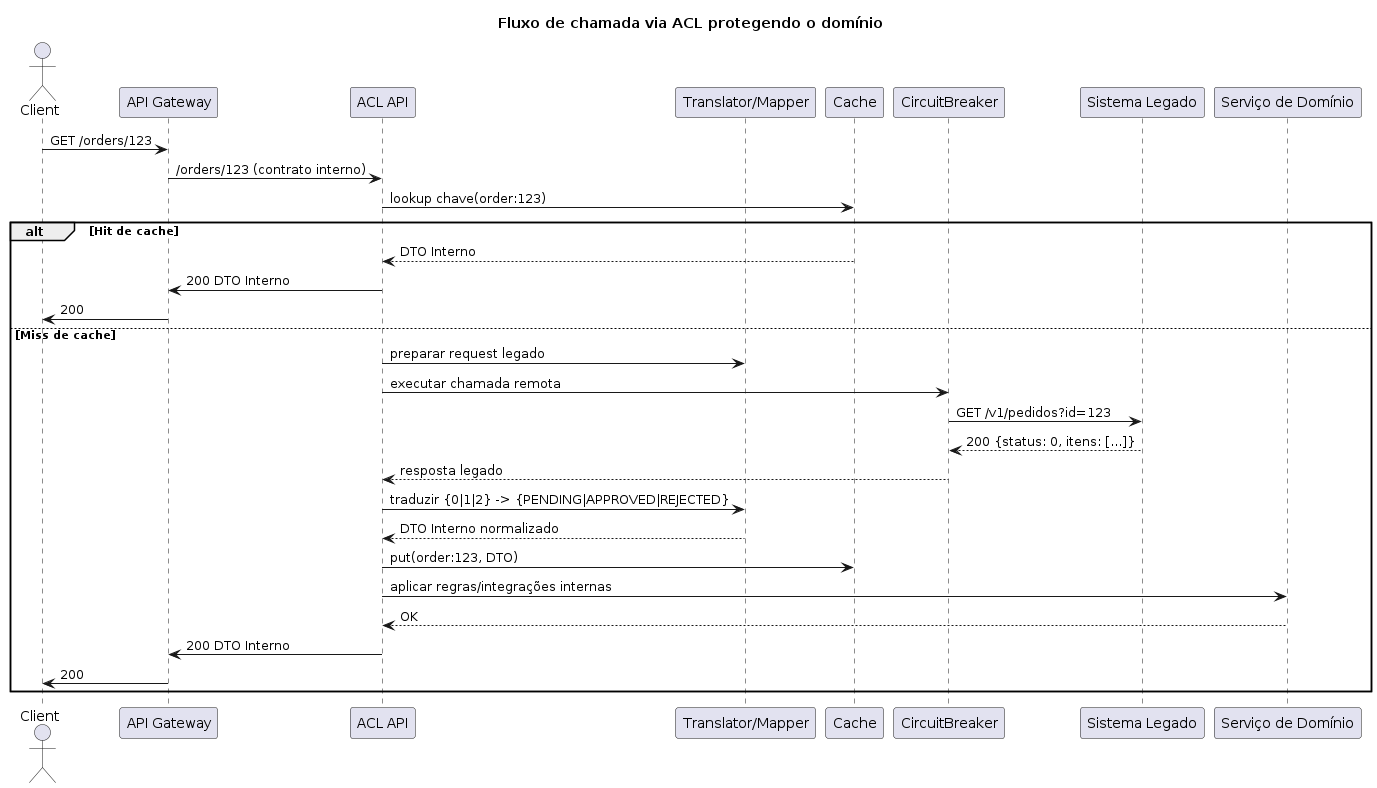 Fluxo de chamada via ACL protegendo o domínio
Client
API Gateway
ACL API
Translator/Mapper
Cache
CircuitBreaker
Sistema Legado
Serviço de Domínio
GET /orders/123
/orders/123 (contrato interno)
lookup chave(order:123)
alt
[Hit de cache]
DTO Interno
200 DTO Interno
200
[Miss de cache]
preparar request legado
executar chamada remota
GET /v1/pedidos?id=123
200 {status: 0, itens: [...]}
resposta legado
traduzir {0|1|2} -> {PENDING|APPROVED|REJECTED}
DTO Interno normalizado
put(order:123, DTO)
aplicar regras/integrações internas
OK
200 DTO Interno
200
Client
API Gateway
ACL API
Translator/Mapper
Cache
CircuitBreaker
Sistema Legado
Serviço de Domínio